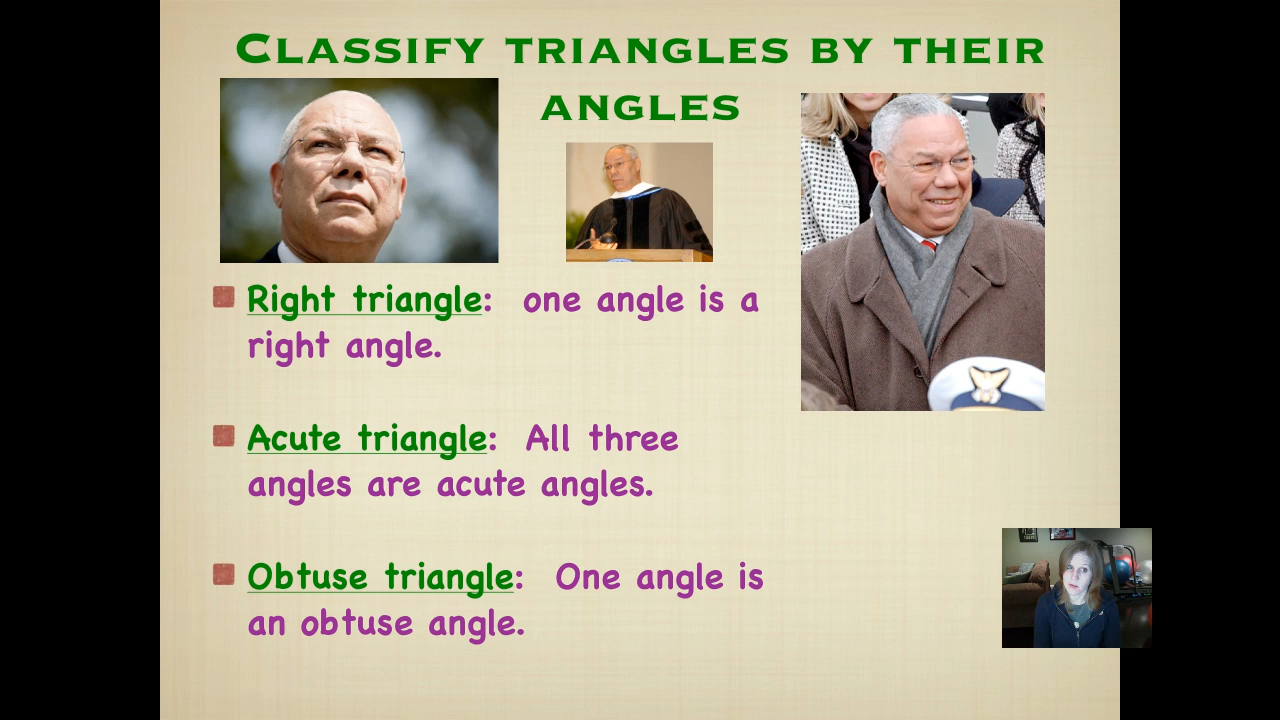 Classify triangles by their
angles
Right triangle: one angle is a
right angle.
Acute triangle: All three
angles are acute angles.
Obtuse triangle: One angle is
an obtuse angle.